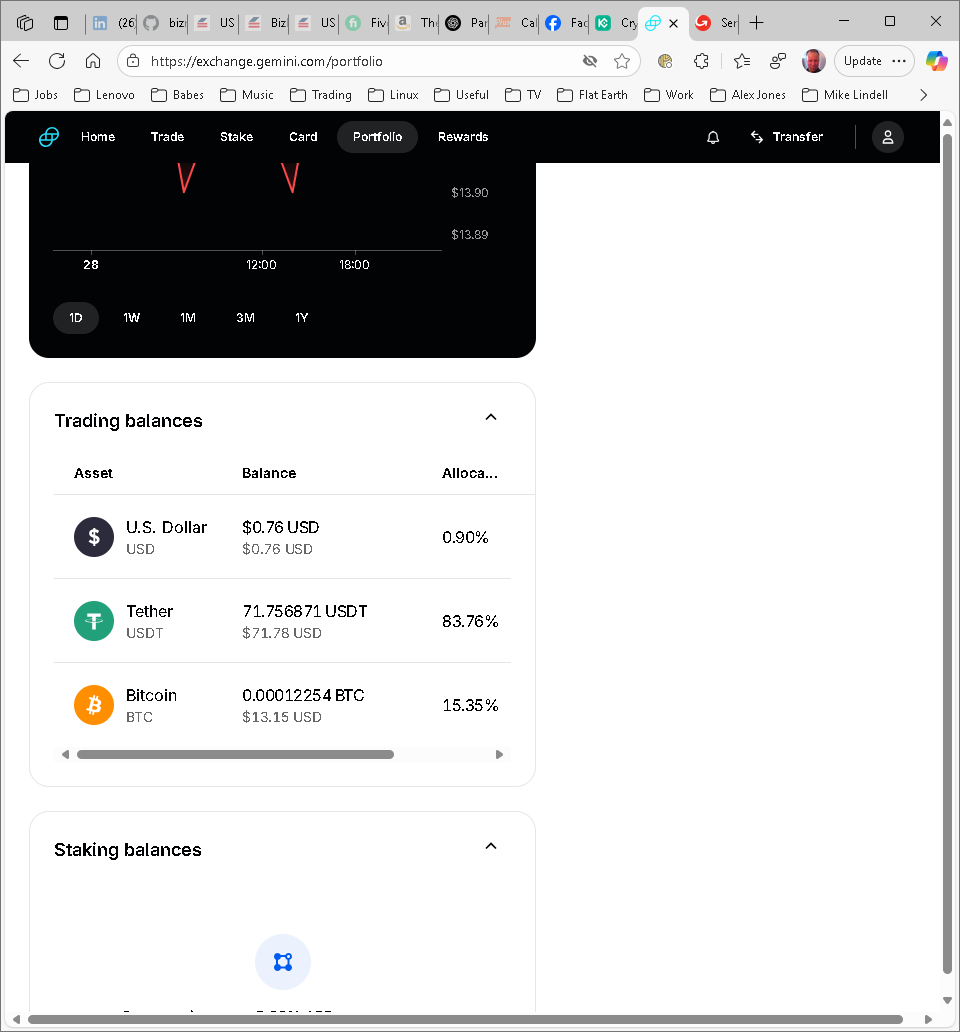 (26
biz
US
Biz
US
Fiv
The
Par
Cal
Fac
Cry
Ser
https://exchange.gemini.com/portfolio
Update
Jobs
Lenovo
Babes
Music
Trading
Linux
Useful
TV
Flat Earth
Work
Alex Jones
Mike Lindell
Home
Trade
Stake
Card
Portfolio
Rewards
Transfer
$13.90
$13.89
28
12:00
18:00
1D
1W
1M
3M
1Y
Trading balances
Asset
Balance
Alloca...
U.S. Dollar
USD
$0.76 USD
$0.76 USD
0.90%
Tether
USDT
71.756871 USDT
$71.78 USD
83.76%
Bitcoin
BTC
0.00012254 BTC
$13.15 USD
15.35%
Staking balances